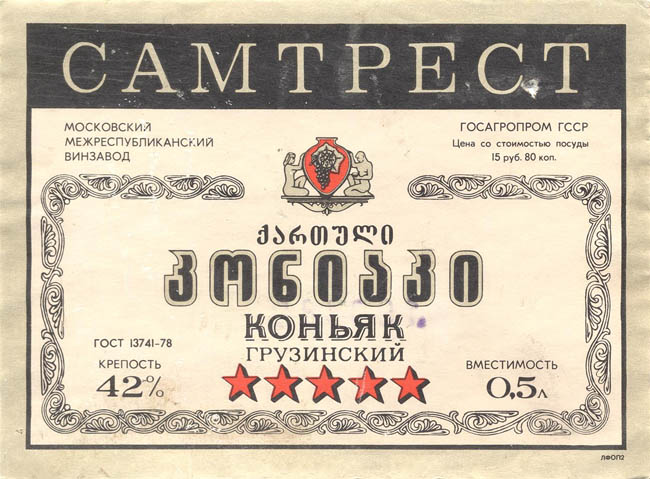 САМТРЕСТ
МОСКОВСКИЙ
МЕЖРЕСПУБЛИКАНСКИЙ
ВИНЗАВОД
ГОСАГРОПРОМ ГССР
Цена со стоимостью посуды
15 руб. 80 коп.
ქართული
კონიაკი
КОНЬЯК
ГРУЗИНСКИЙ
ГОСТ 13741-78
КРЕПОСТЬ
42%
ВМЕСТИМОСТЬ
0,5л
ЛФОП2